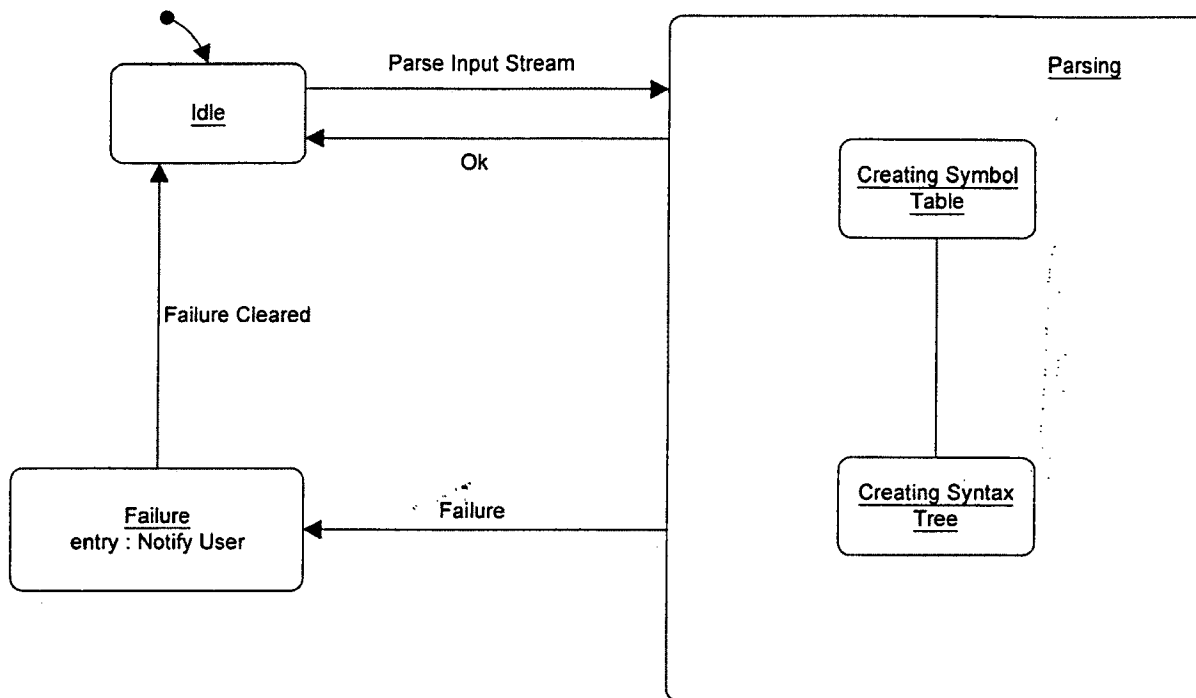 Parse Input Stream
Parsing
Idle
Ok
Creating Symbol
Table
Failure Cleared
Creating Syntax
Tree
Failure
entry : Notify User
Failure